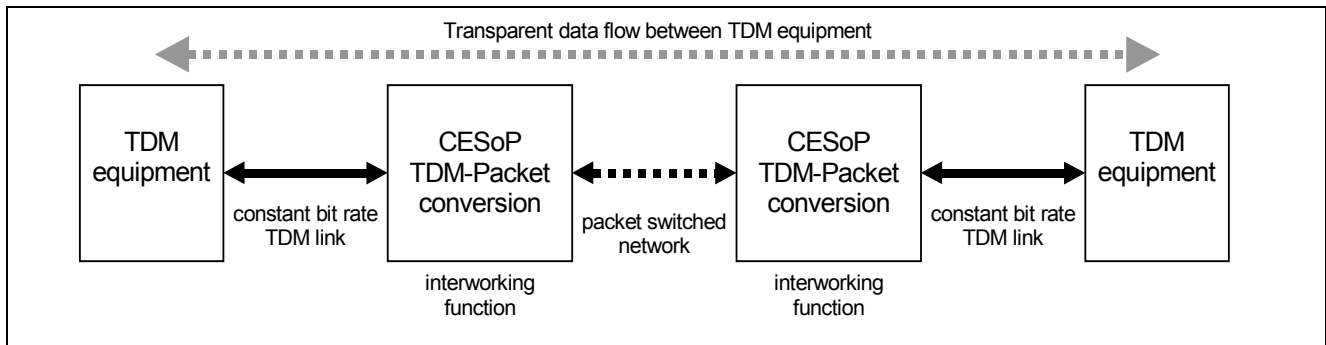 Transparent data flow between TDM equipment
TDM
equipment
constant bit rate
TDM link
CESoP
TDM-Packet
conversion
interworking
function
packet switched
network
CESoP
TDM-Packet
conversion
interworking
function
constant bit rate
TDM link
TDM
equipment